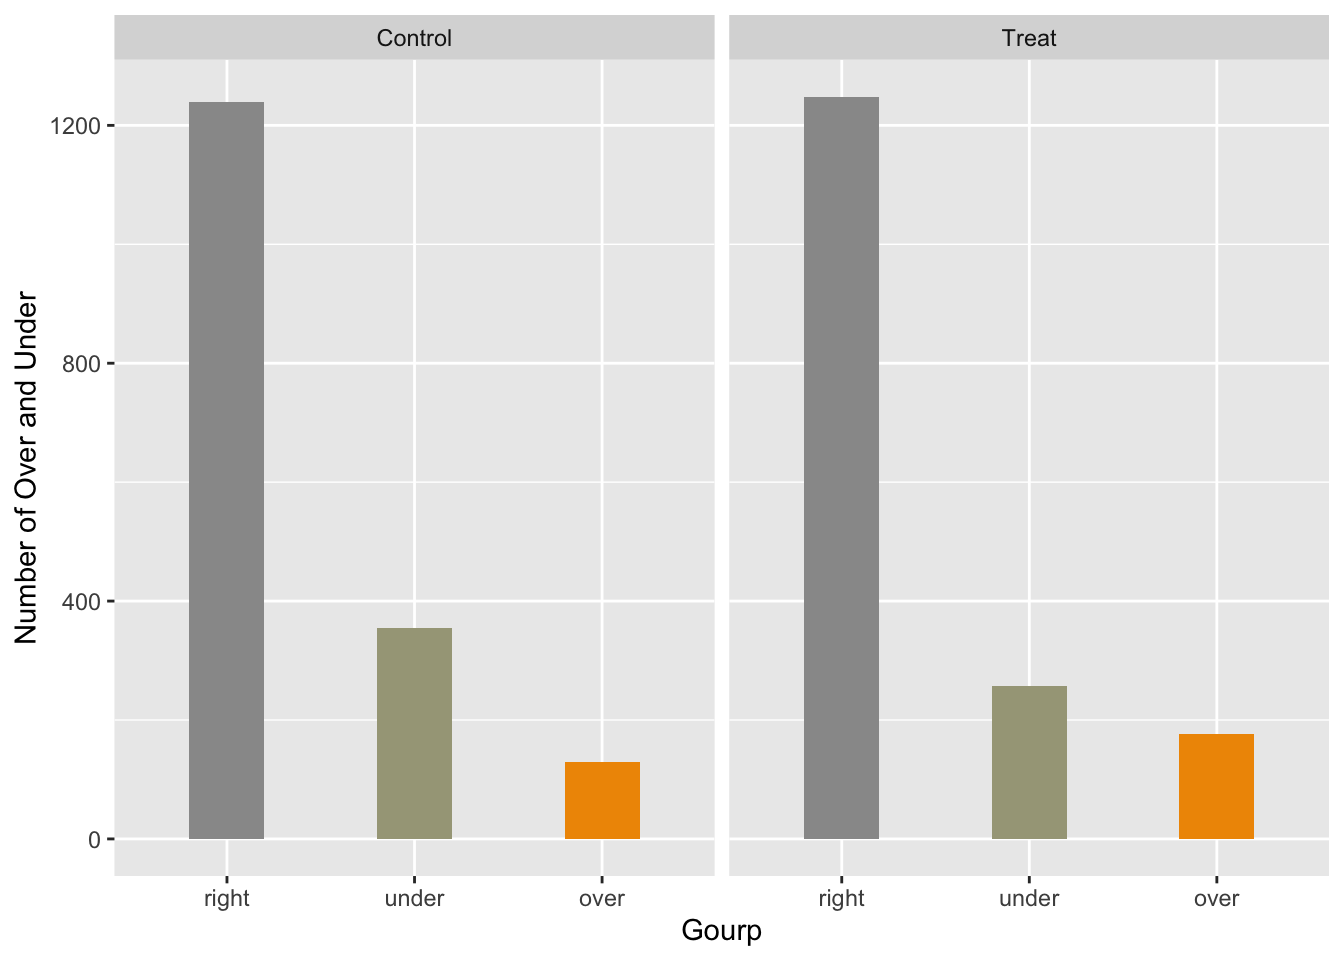 Control
Treat
Number of Over and Under
1200
800
400
0
right under over
right under over
Gourp